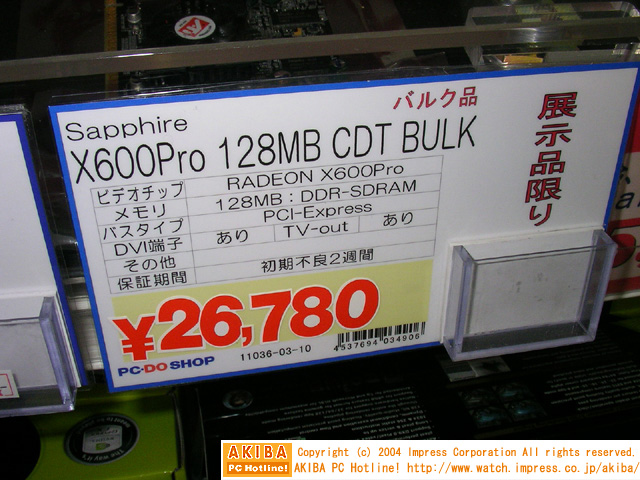 バルク品
展示品限り
Sapphire
X600Pro 128MB CDT BULK
ビデオチップ RADEON X600Pro
メモリ 128MB:DDR-SDRAM
バスタイプ PCI-Express
DVI端子 あり TV-out あり
その他
保証期間 初期不良2週間
¥26,780
PC-DO SHOP 11036-03-10 4537694 034906
AKIBA PC Hotline!
Copyright (c) 2004 Impress Corporation All rights reserved.
AKIBA PC Hotline! http://www.watch.impress.co.jp/akiba/